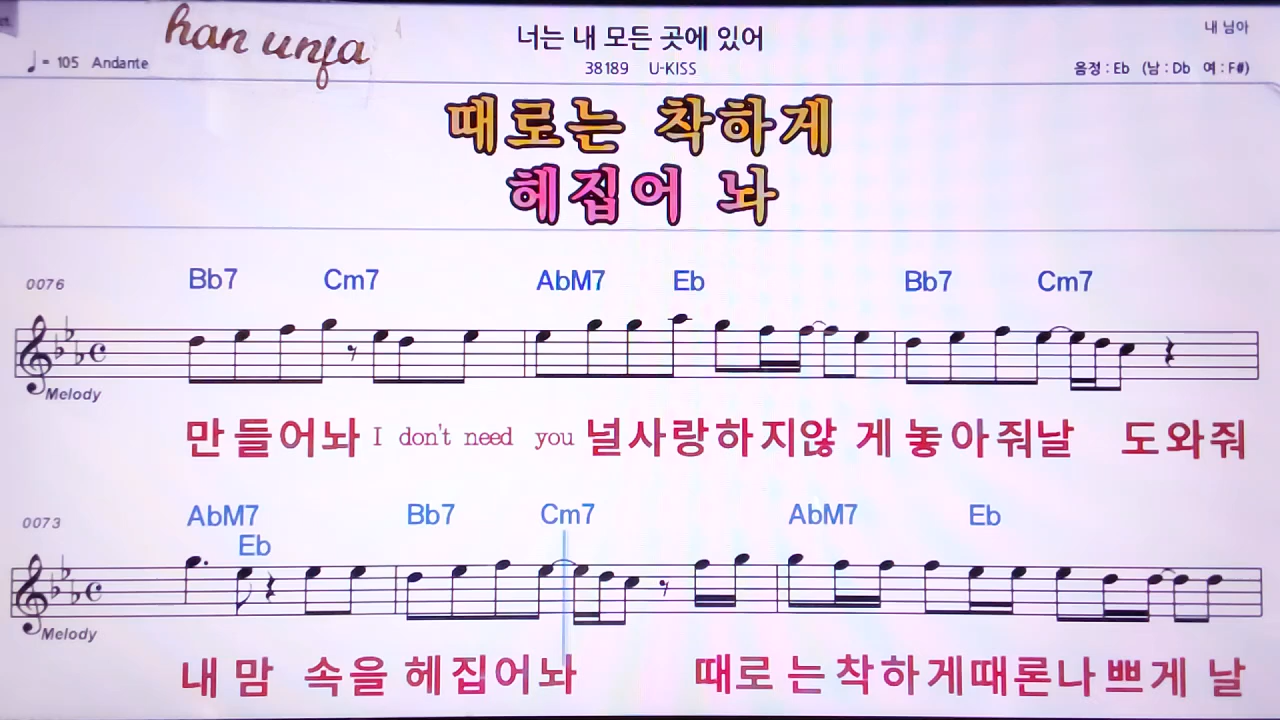 han unfa
너는 내 모든 곳에 있어
내 님아
♩= 105 Andante
38189 U-KISS
음정 : Eb (남 : Db 여 : F#)
때로는 착하게
헤집어 놔
0076 Bb7 Cm7 AbM7 Eb Bb7 Cm7
Melody
만들어놔 I don't need you 널사랑하지않 게 놓아줘날 도와줘
0073 AbM7 Eb Bb7 Cm7 AbM7 Eb
Melody
내 맘 속을 헤집어놔 때로 는착하게때론나쁘게 날